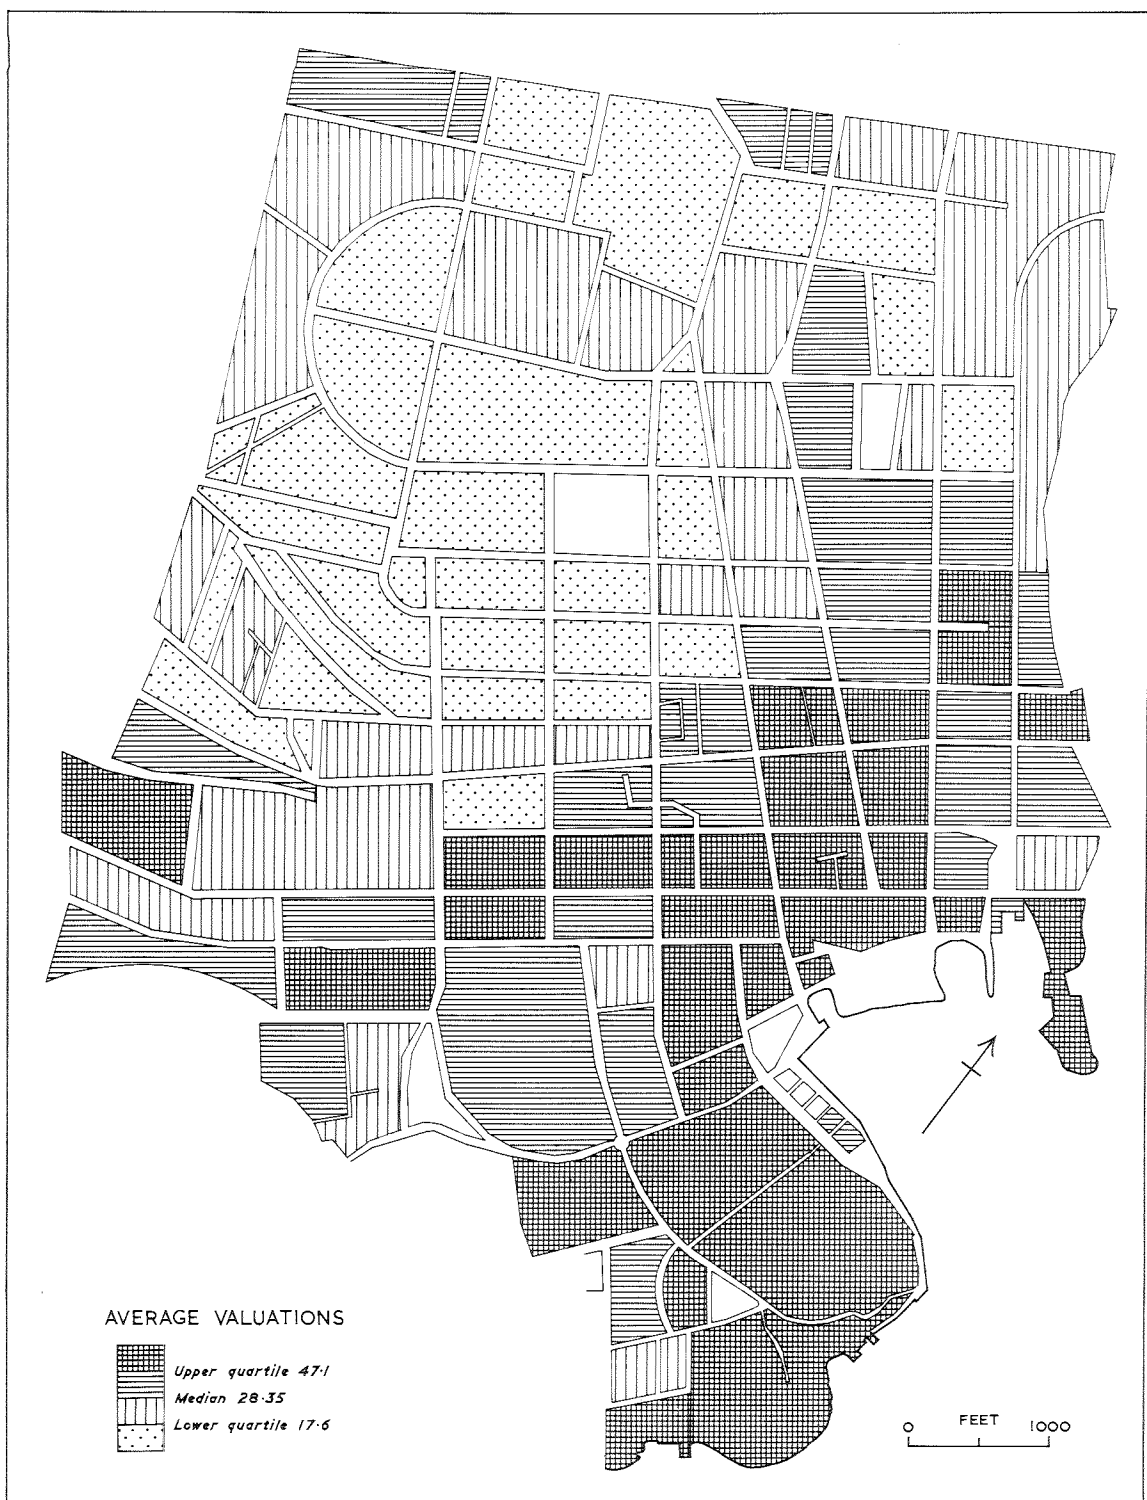 AVERAGE VALUATIONS
Upper quartile 47·1
Median 28·35
Lower quartile 17·6
0 FEET 1000